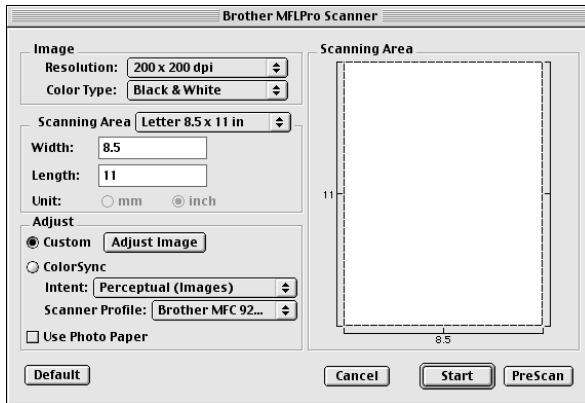 Brother MFLPro Scanner
Image
Resolution: 200 x 200 dpi
Color Type: Black & White
Scanning Area Letter 8.5 x 11 in
Width: 8.5
Length: 11
Unit: mm inch
Adjust
Custom Adjust Image
ColorSync
Intent: Perceptual (Images)
Scanner Profile: Brother MFC 92...
Use Photo Paper
Scanning Area
11
8.5
Default Cancel Start PreScan